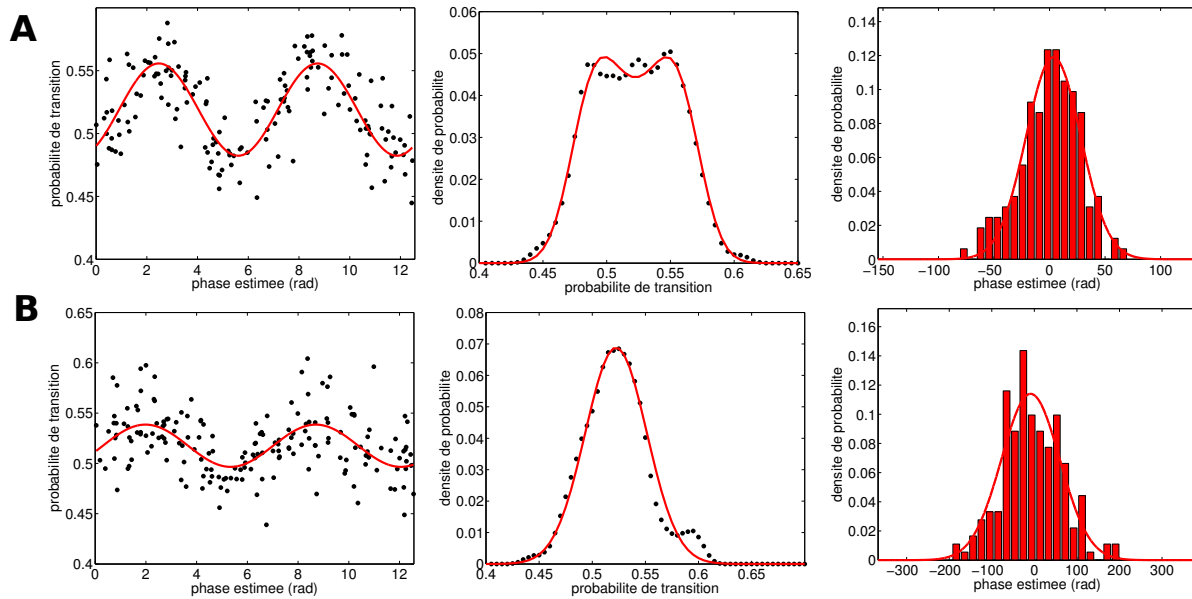 A
probabilite de transition
0.55
0.5
0.45
0.4
0 2 4 6 8 10 12
phase estimee (rad)
densite de probabilite
0.06
0.05
0.04
0.03
0.02
0.01
0
0.4 0.45 0.5 0.55 0.6 0.65
probabilite de transition
densite de probabilite
0.14
0.12
0.10
0.08
0.06
0.04
0.02
0
−150 −100 −50 0 50 100
phase estimee (rad)
B
probabilite de transition
0.65
0.6
0.55
0.5
0.45
0.4
0 2 4 6 8 10 12
phase estimee (rad)
densite de probabilite
0.08
0.07
0.06
0.05
0.04
0.03
0.02
0.01
0
0.4 0.45 0.5 0.55 0.6 0.65
probabilite de transition
densite de probabilite
0.16
0.14
0.12
0.1
0.08
0.06
0.04
0.02
0
−300 −200 −100 0 100 200 300
phase estimee (rad)